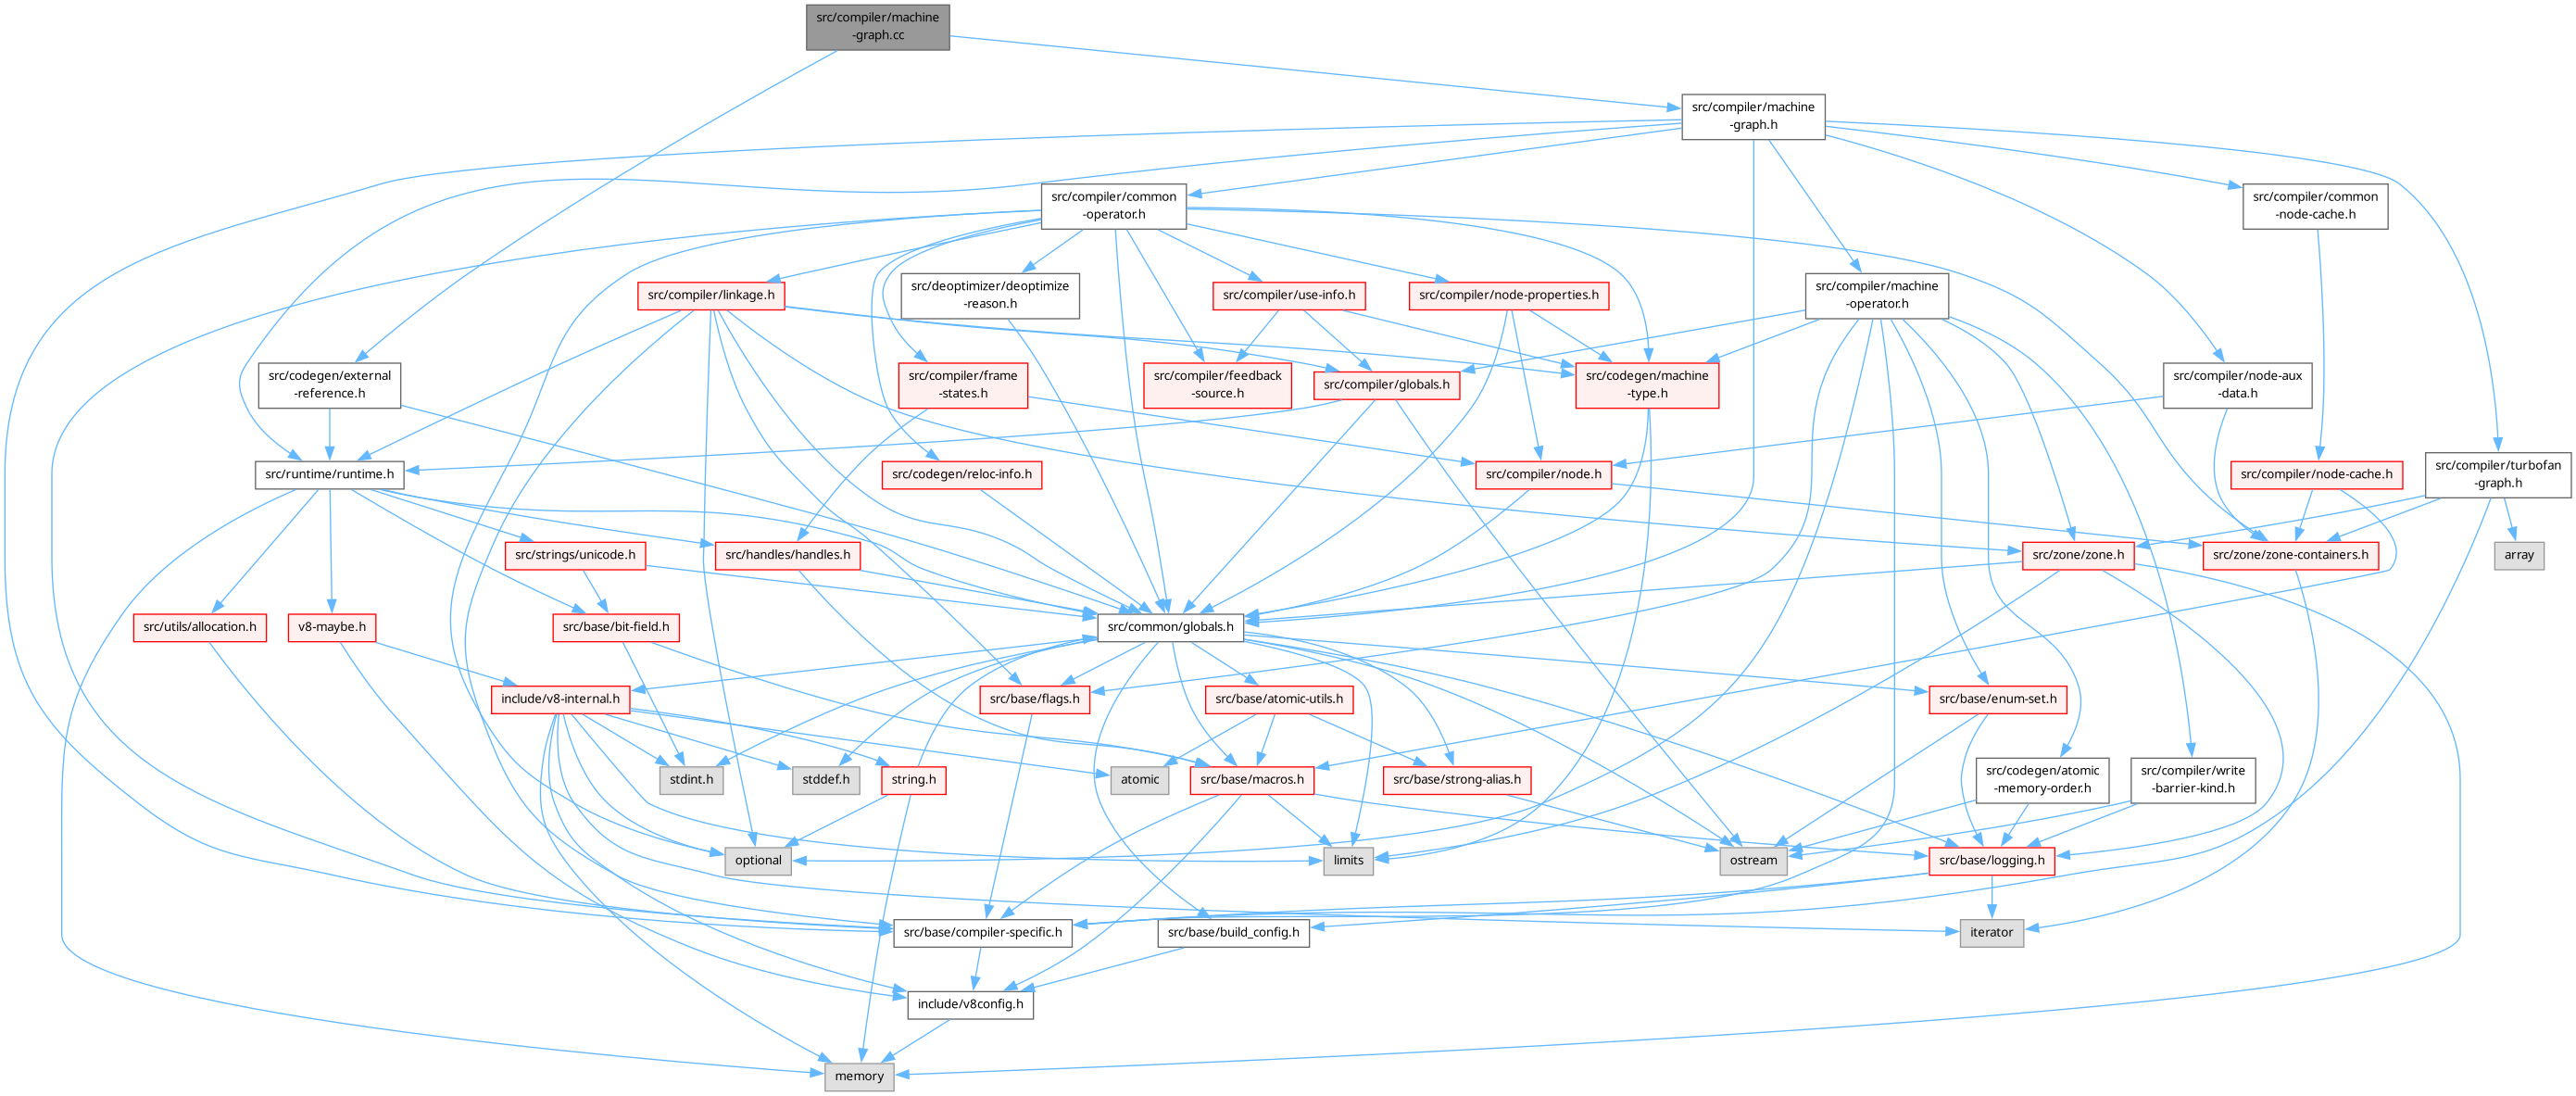 src/compiler/machine
-graph.cc
src/compiler/machine
-graph.h
src/compiler/common
-operator.h
src/compiler/common
-node-cache.h
src/compiler/linkage.h
src/deoptimizer/deoptimize
-reason.h
src/compiler/use-info.h
src/compiler/node-properties.h
src/compiler/machine
-operator.h
src/codegen/external
-reference.h
src/compiler/frame
-states.h
src/compiler/feedback
-source.h
src/compiler/globals.h
src/codegen/machine
-type.h
src/compiler/node-aux
-data.h
src/runtime/runtime.h
src/codegen/reloc-info.h
src/compiler/node.h
src/compiler/node-cache.h
src/compiler/turbofan
-graph.h
src/strings/unicode.h
src/handles/handles.h
src/zone/zone.h
src/zone/zone-containers.h
array
src/utils/allocation.h
v8-maybe.h
src/base/bit-field.h
src/common/globals.h
include/v8-internal.h
src/base/flags.h
src/base/atomic-utils.h
src/base/enum-set.h
stdint.h
stddef.h
string.h
atomic
src/base/macros.h
src/base/strong-alias.h
src/codegen/atomic
-memory-order.h
src/compiler/write
-barrier-kind.h
optional
limits
ostream
src/base/logging.h
src/base/compiler-specific.h
src/base/build_config.h
iterator
include/v8config.h
memory